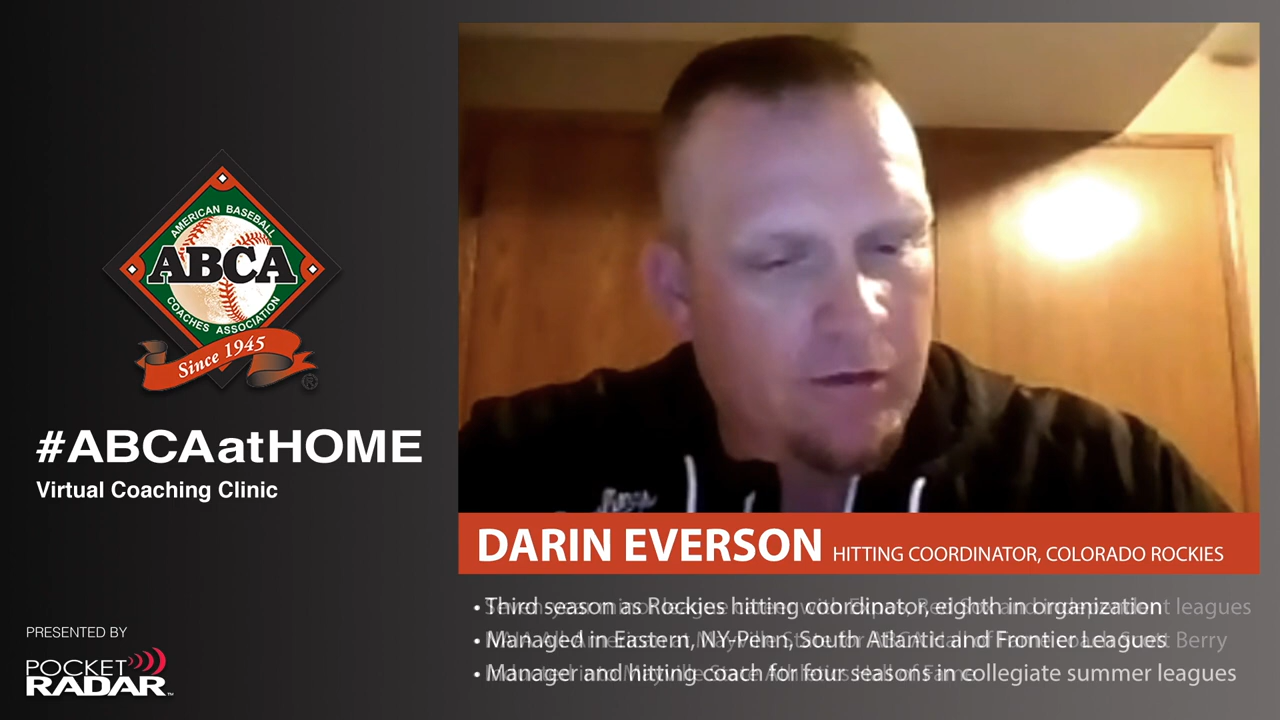 AMERICAN BASEBALL
ABCA
COACHES ASSOCIATION
Since 1945
®
#ABCAatHOME
Virtual Coaching Clinic
PRESENTED BY
POCKET
RADAR™
DARIN EVERSON HITTING COORDINATOR, COLORADO ROCKIES
• Third season as Rockies hitting coordinator, eighth in organization
• Managed in Eastern, NY-Penn, South Atlantic and Frontier Leagues
• Manager and hitting coach for four seasons in collegiate summer leagues